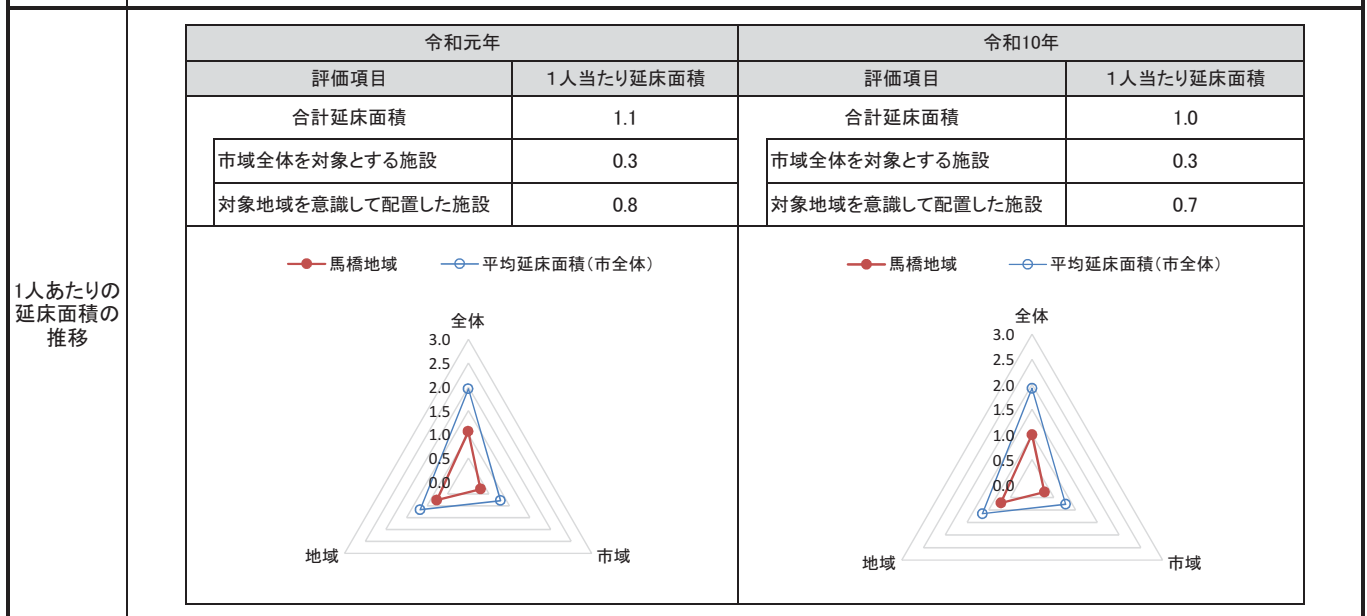 令和元年
令和10年
評価項目
1人当たり延床面積
評価項目
1人当たり延床面積
合計延床面積
1.1
合計延床面積
1.0
市域全体を対象とする施設
0.3
市域全体を対象とする施設
0.3
対象地域を意識して配置した施設
0.8
対象地域を意識して配置した施設
0.7
1人あたりの
延床面積の
推移
馬橋地域
平均延床面積(市全体)
全体
3.0
2.5
2.0
1.5
1.0
0.5
0.0
地域
市域
馬橋地域
平均延床面積(市全体)
全体
3.0
2.5
2.0
1.5
1.0
0.5
0.0
地域
市域